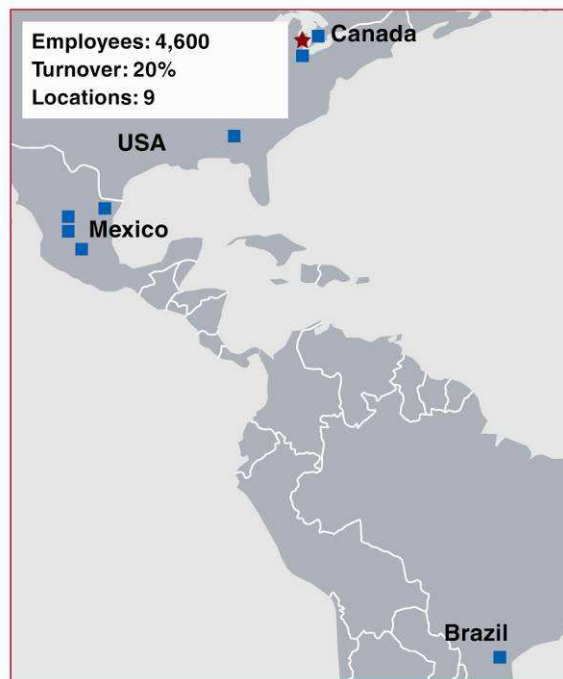 Employees: 4,600
Turnover: 20%
Locations: 9
Canada
USA
Mexico
Brazil